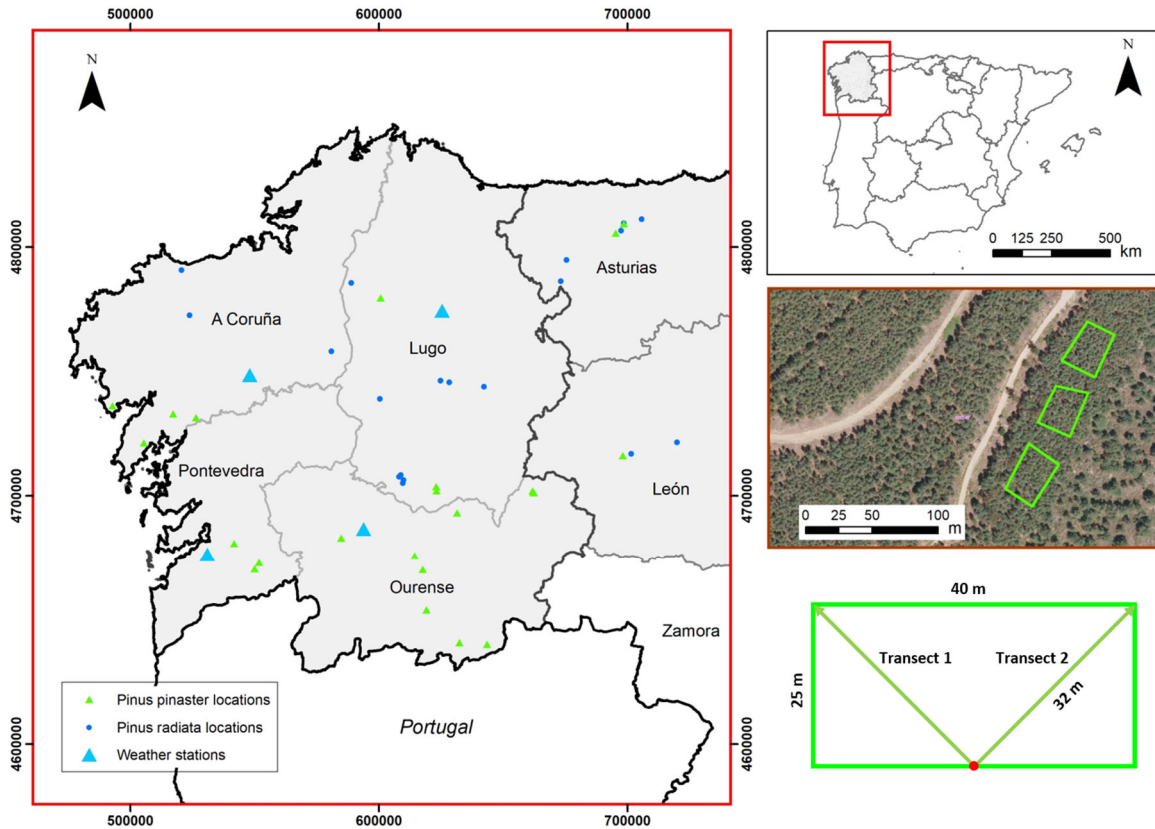 500000
600000
700000
N
4800000
4700000
4600000
A Coruña
Lugo
Asturias
Pontevedra
León
Ourense
Zamora
Portugal
Pinus pinaster locations
Pinus radiata locations
Weather stations
4800000
4700000
4600000
500000
600000
700000
N
0 125 250 500
km
0 25 50 100
m
40 m
25 m
Transect 1
Transect 2
32 m